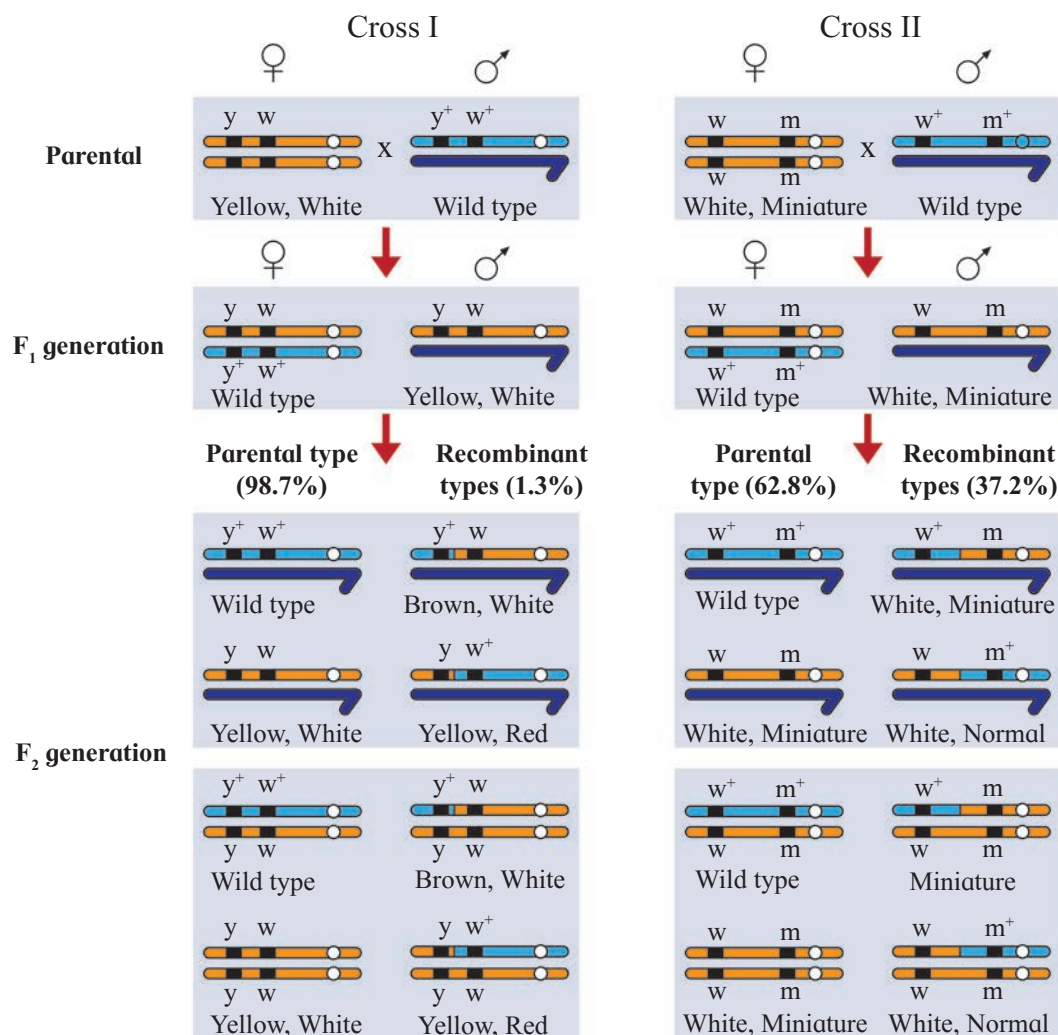 Cross I Cross II
y w y+ w+ w m w+ m+
Parental x x
w m
Yellow, White Wild type White, Miniature Wild type
y w y w w m w m
F1 generation
y+ w+ w+ m+
Wild type Yellow, White Wild type White, Miniature
Parental type Recombinant Parental Recombinant
(98.7%) types (1.3%) type (62.8%) types (37.2%)
y+ w+ y+ w w+ m+ w+ m
Wild type Brown, White Wild type White, Miniature
y w y w+ w m w m+
Yellow, White Yellow, Red White, Miniature White, Normal
F2 generation
y+ w+ y+ w w+ m+ w+ m
y w y w w m w m
Wild type Brown, White Wild type Miniature
y w y w+ w m w m+
y w y w w m w m
Yellow, White Yellow, Red White, Miniature White, Normal